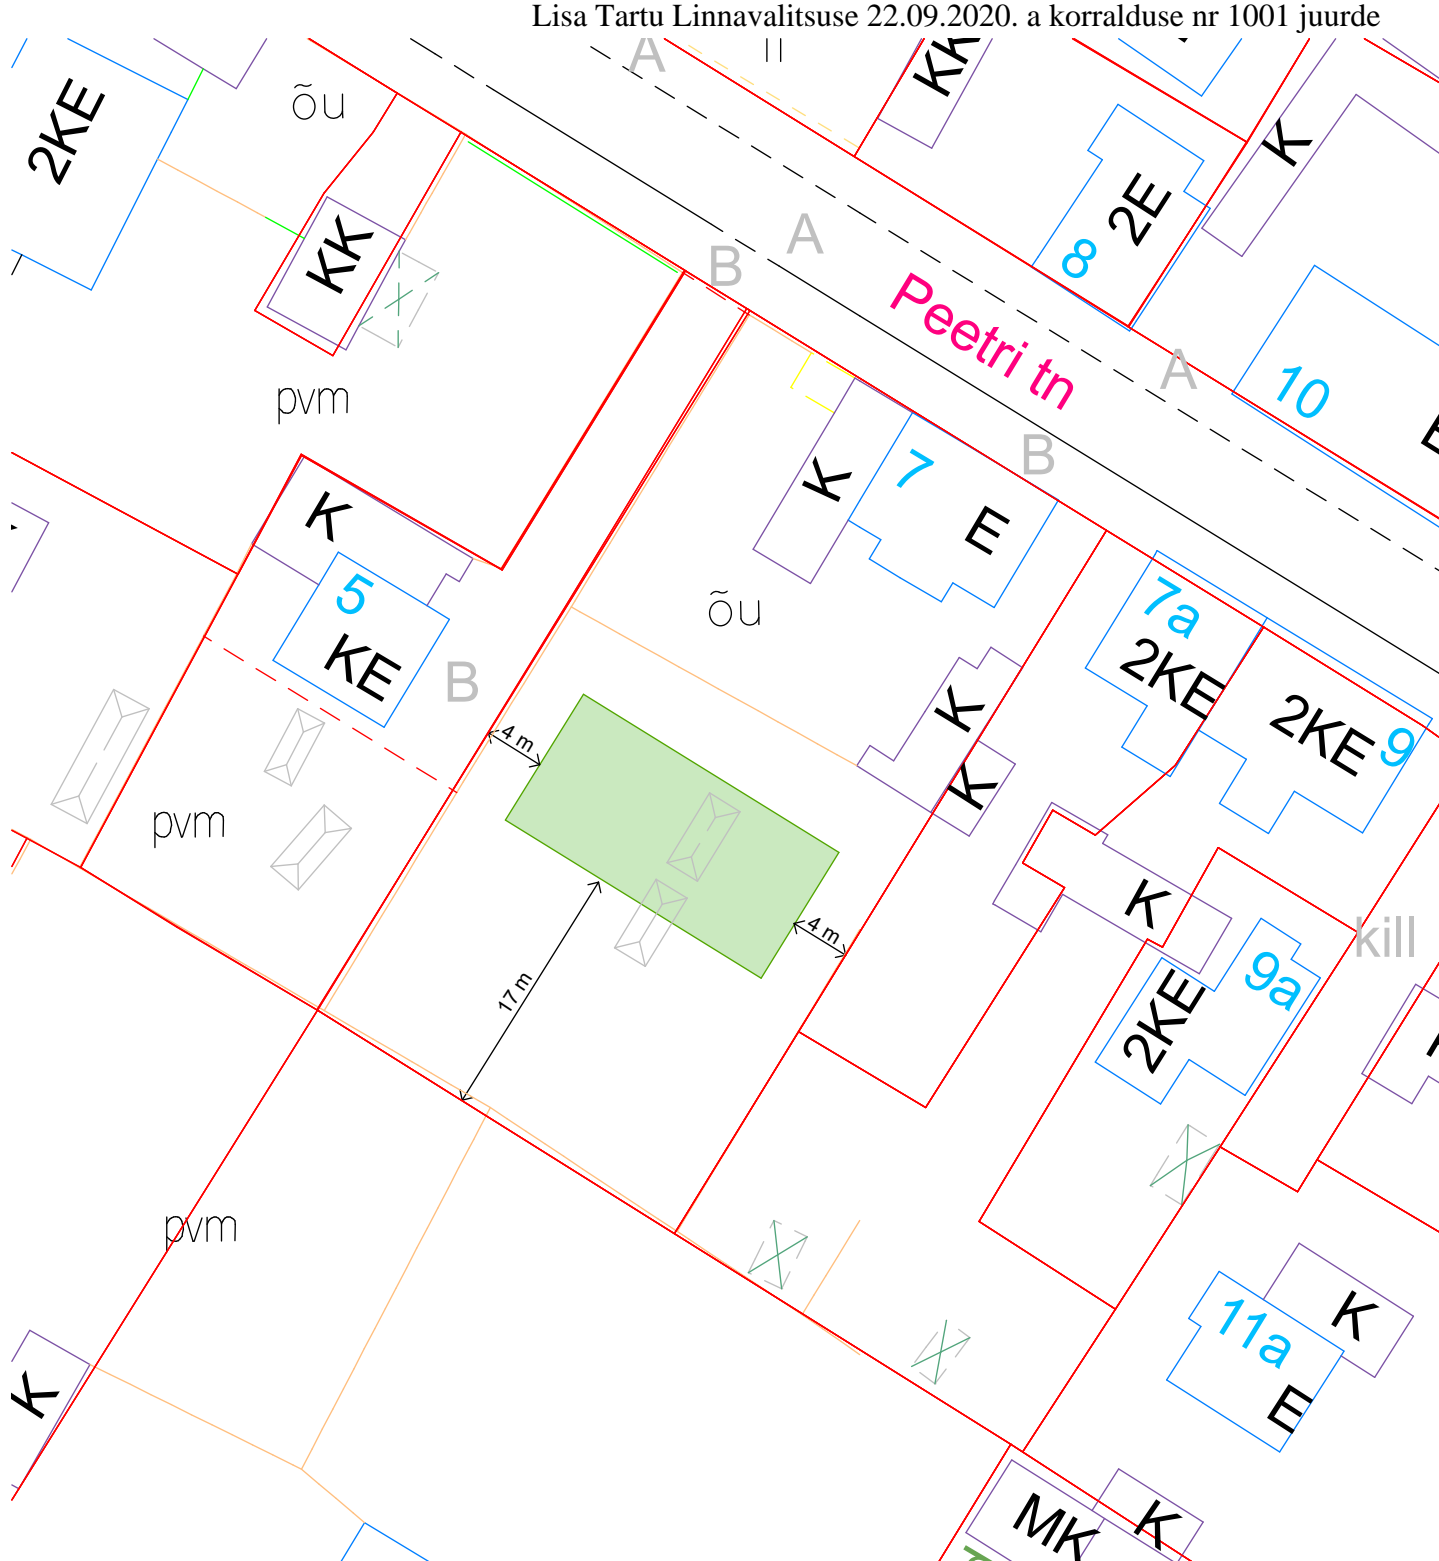 Lisa Tartu Linnavalitsuse 22.09.2020. a korralduse nr 1001 juurde
A
KK
2KE
õu
K
2E
8
A
B
KK
Peetri tn
A
10
pvm
B
K
7
E
K
5
KE
õu
B
7a
2KE
2KE
9
K
4 m
K
pvm
K
4 m
kill
9a
2KE
17 m
pvm
K
11a
E
K
MK
K